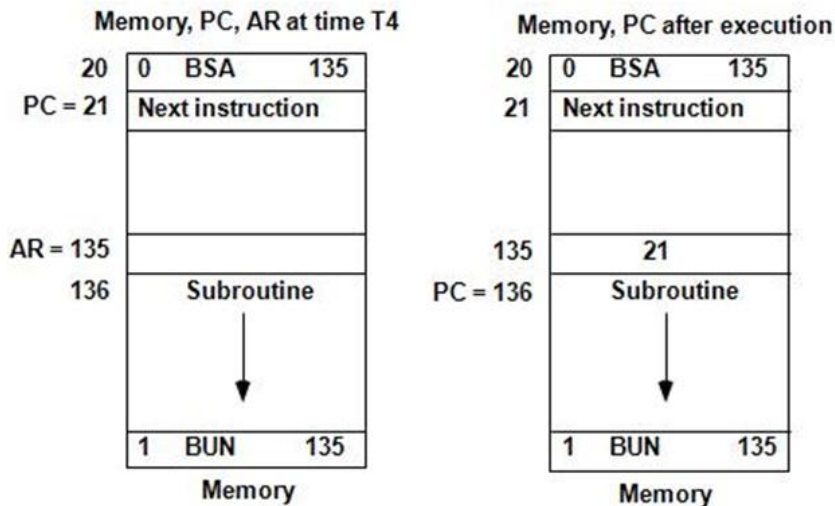 Memory, PC, AR at time T4
20 0 BSA 135
PC = 21 Next instruction
AR = 135
136 Subroutine
1 BUN 135
Memory
Memory, PC after execution
20 0 BSA 135
21 Next instruction
135 21
PC = 136 Subroutine
1 BUN 135
Memory